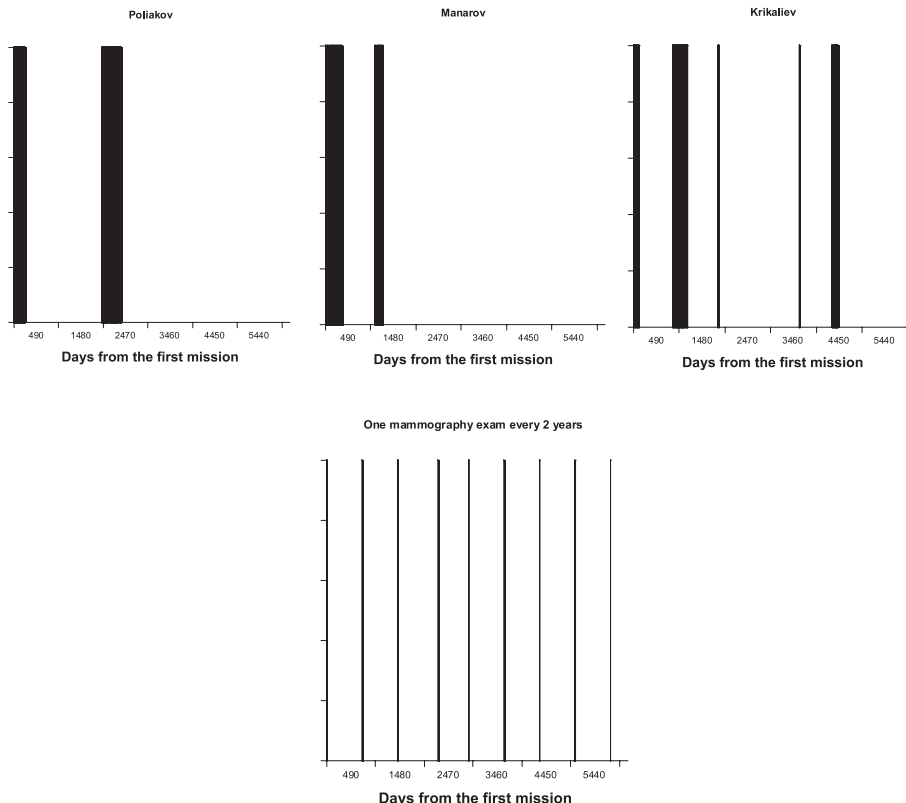 Poliakov
490 1480 2470 3460 4450 5440
Days from the first mission
Manarov
490 1480 2470 3460 4450 5440
Days from the first mission
Krikaliev
490 1480 2470 3460 4450 5440
Days from the first mission
One mammography exam every 2 years
490 1480 2470 3460 4450 5440
Days from the first mission